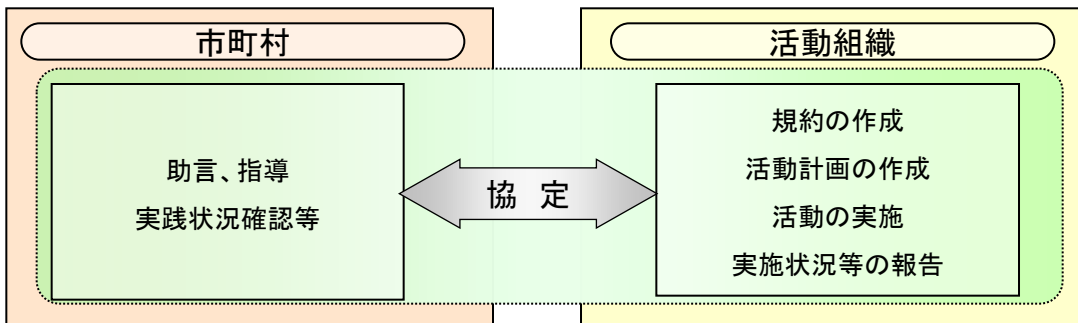 市町村
助言、指導
実践状況確認等
協 定
活動組織
規約の作成
活動計画の作成
活動の実施
実施状況等の報告